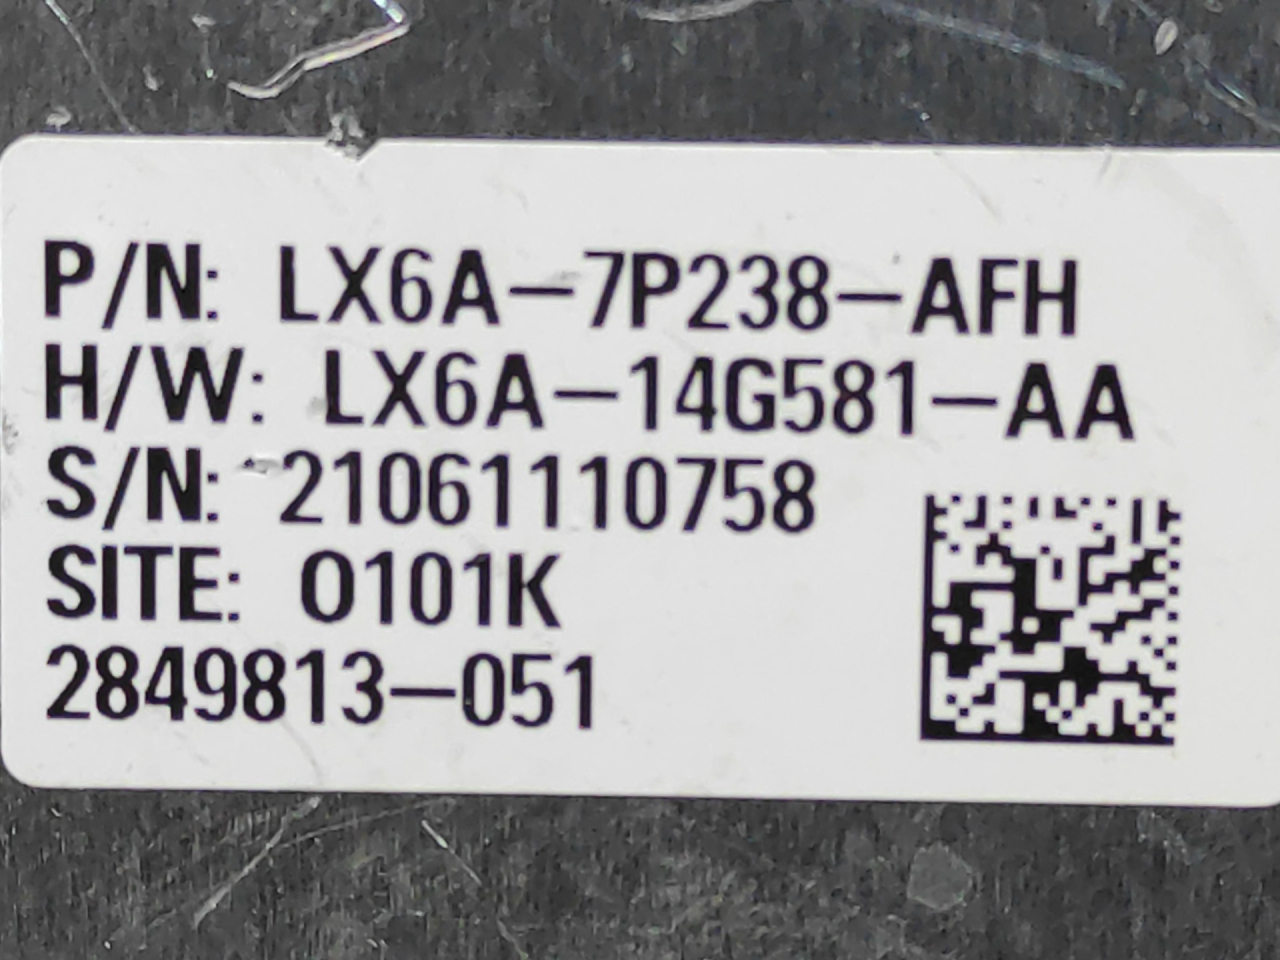 P/N: LX6A-7P238-AFH
H/W: LX6A-14G581-AA
S/N: 21061110758
SITE: O101K
2849813-051